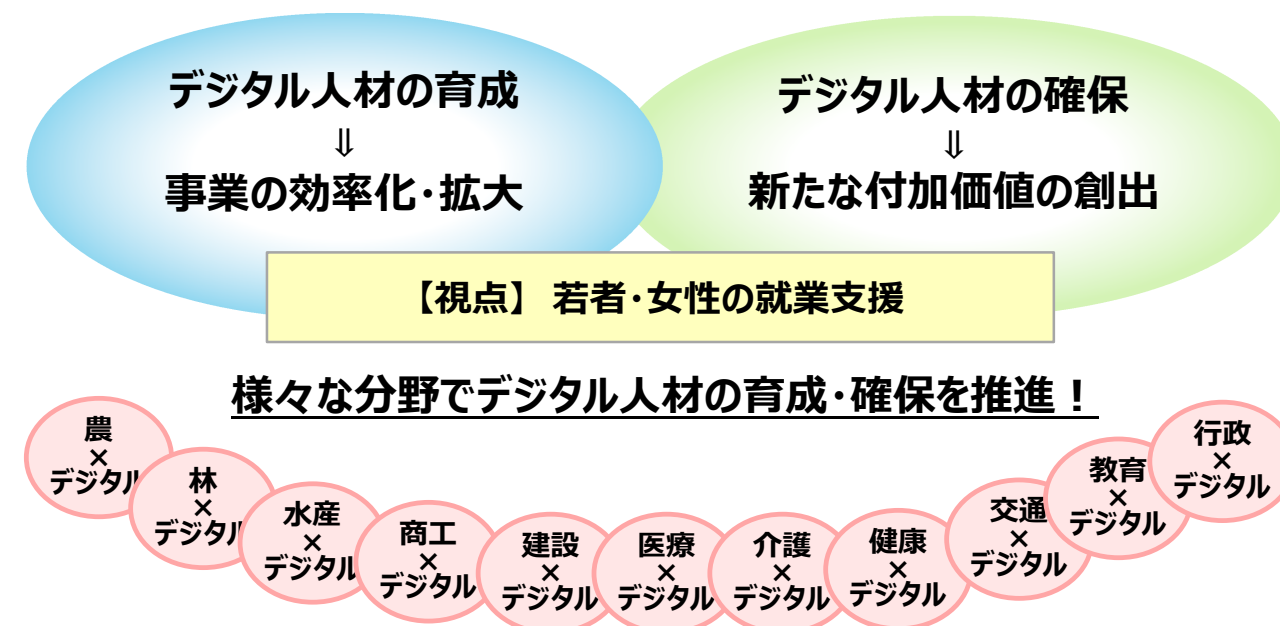 デジタル人材の育成
⇓
事業の効率化・拡大
デジタル人材の確保
⇓
新たな付加価値の創出
【視点】 若者・女性の就業支援
様々な分野でデジタル人材の育成・確保を推進！
農
×
デジタル
林
×
デジタル
水産
×
デジタル
商工
×
デジタル
建設
×
デジタル
医療
×
デジタル
介護
×
デジタル
健康
×
デジタル
交通
×
デジタル
教育
×
デジタル
行政
×
デジタル